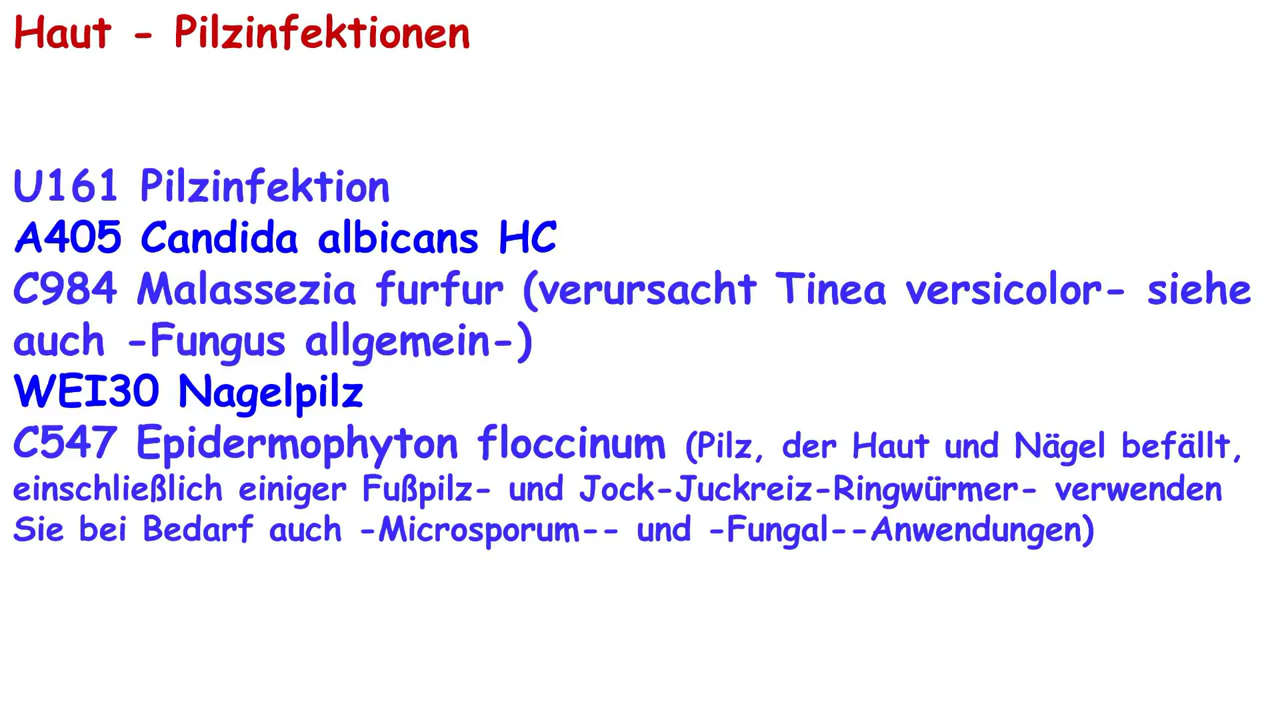 Haut - Pilzinfektionen
U161 Pilzinfektion
A405 Candida albicans HC
C984 Malassezia furfur (verursacht Tinea versicolor- siehe
auch -Fungus allgemein-)
WEI30 Nagelpilz
C547 Epidermophyton floccinum (Pilz, der Haut und Nägel befällt,
einschließlich einiger Fußpilz- und Jock-Juckreiz-Ringwürmer- verwenden
Sie bei Bedarf auch -Microsporum-- und -Fungal--Anwendungen)